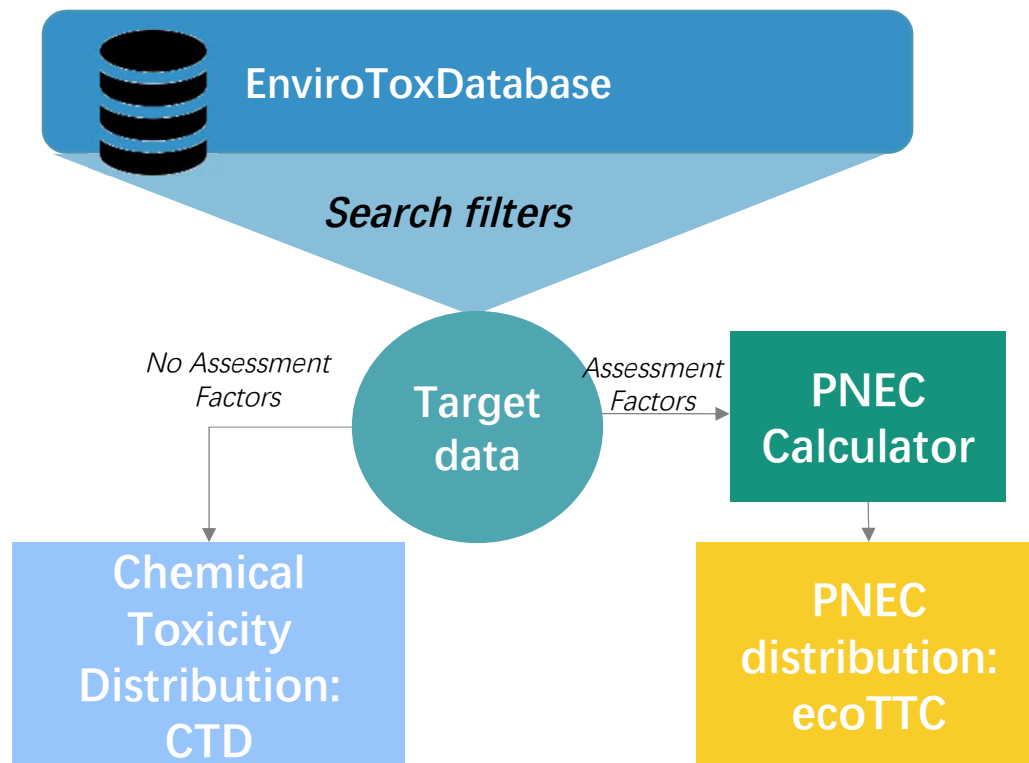 EnviroToxDatabase
Search filters
No Assessment
Factors
Target
data
Assessment
Factors
PNEC
Calculator
Chemical
Toxicity
Distribution:
CTD
PNEC
distribution:
ecoTTC